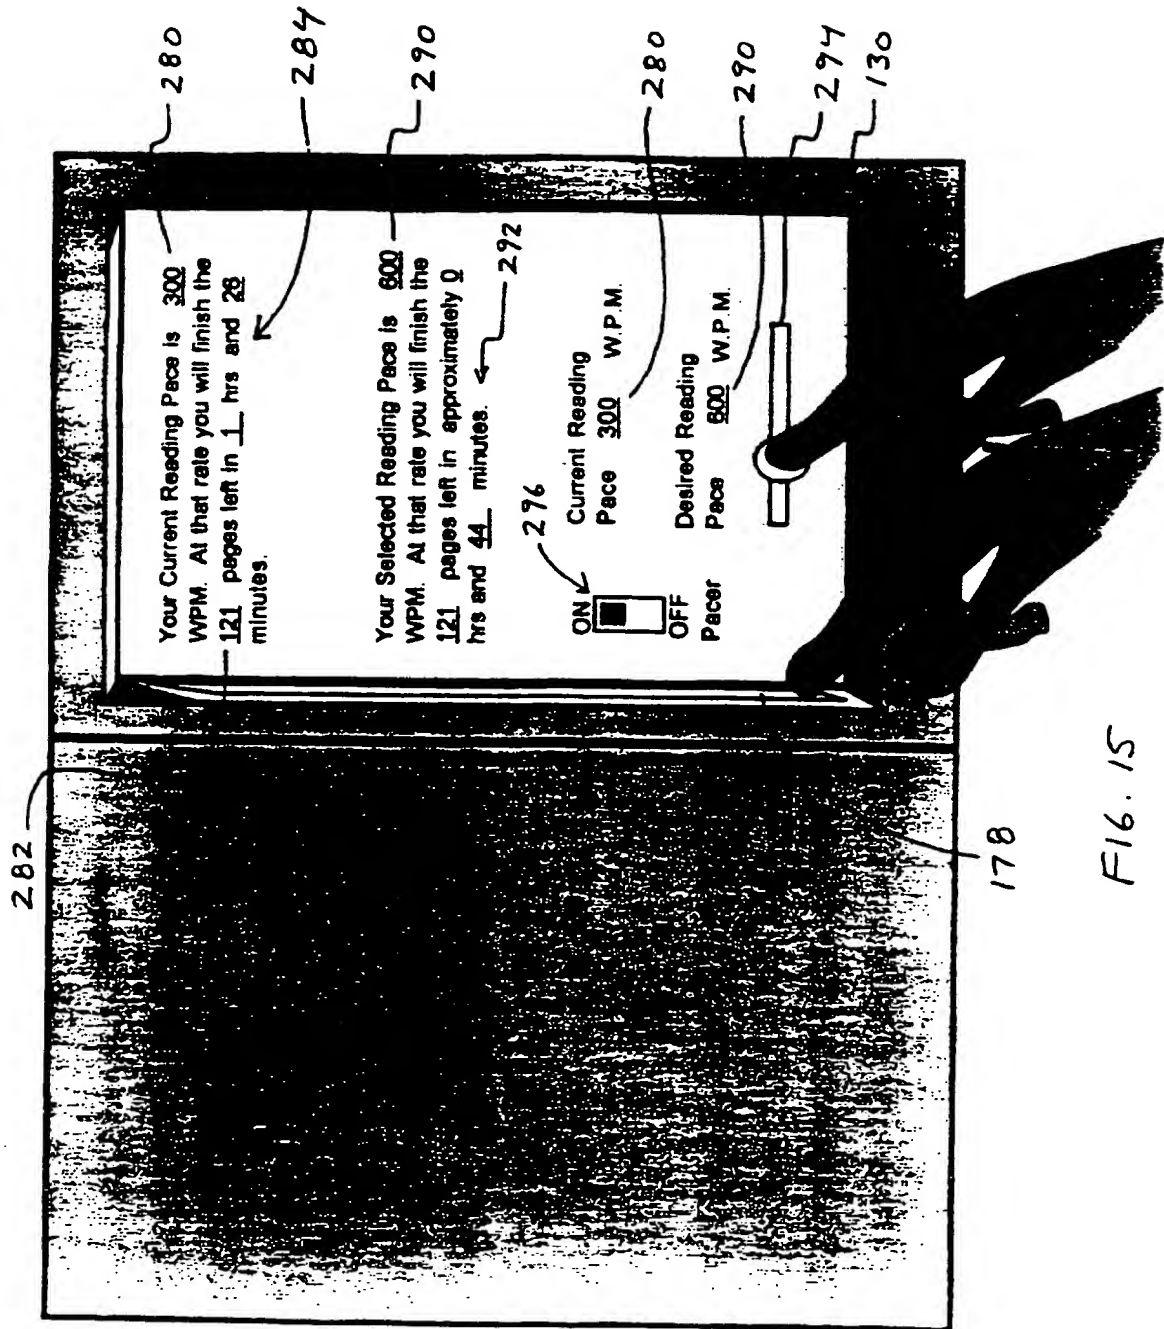 Your Current Reading Pace is 300
WPM. At that rate you will finish the
121 pages left in 1 hrs and 28
minutes.
Your Selected Reading Pace is 600
WPM. At that rate you will finish the
121 pages left in approximately 0
hrs and 44 minutes.
ON
OFF
Pacer
Current Reading
Pace 300 W.P.M.
Desired Reading
Pace 600 W.P.M.
280
284
290
292
296
280
290
294
130
282
178
FIG. 15